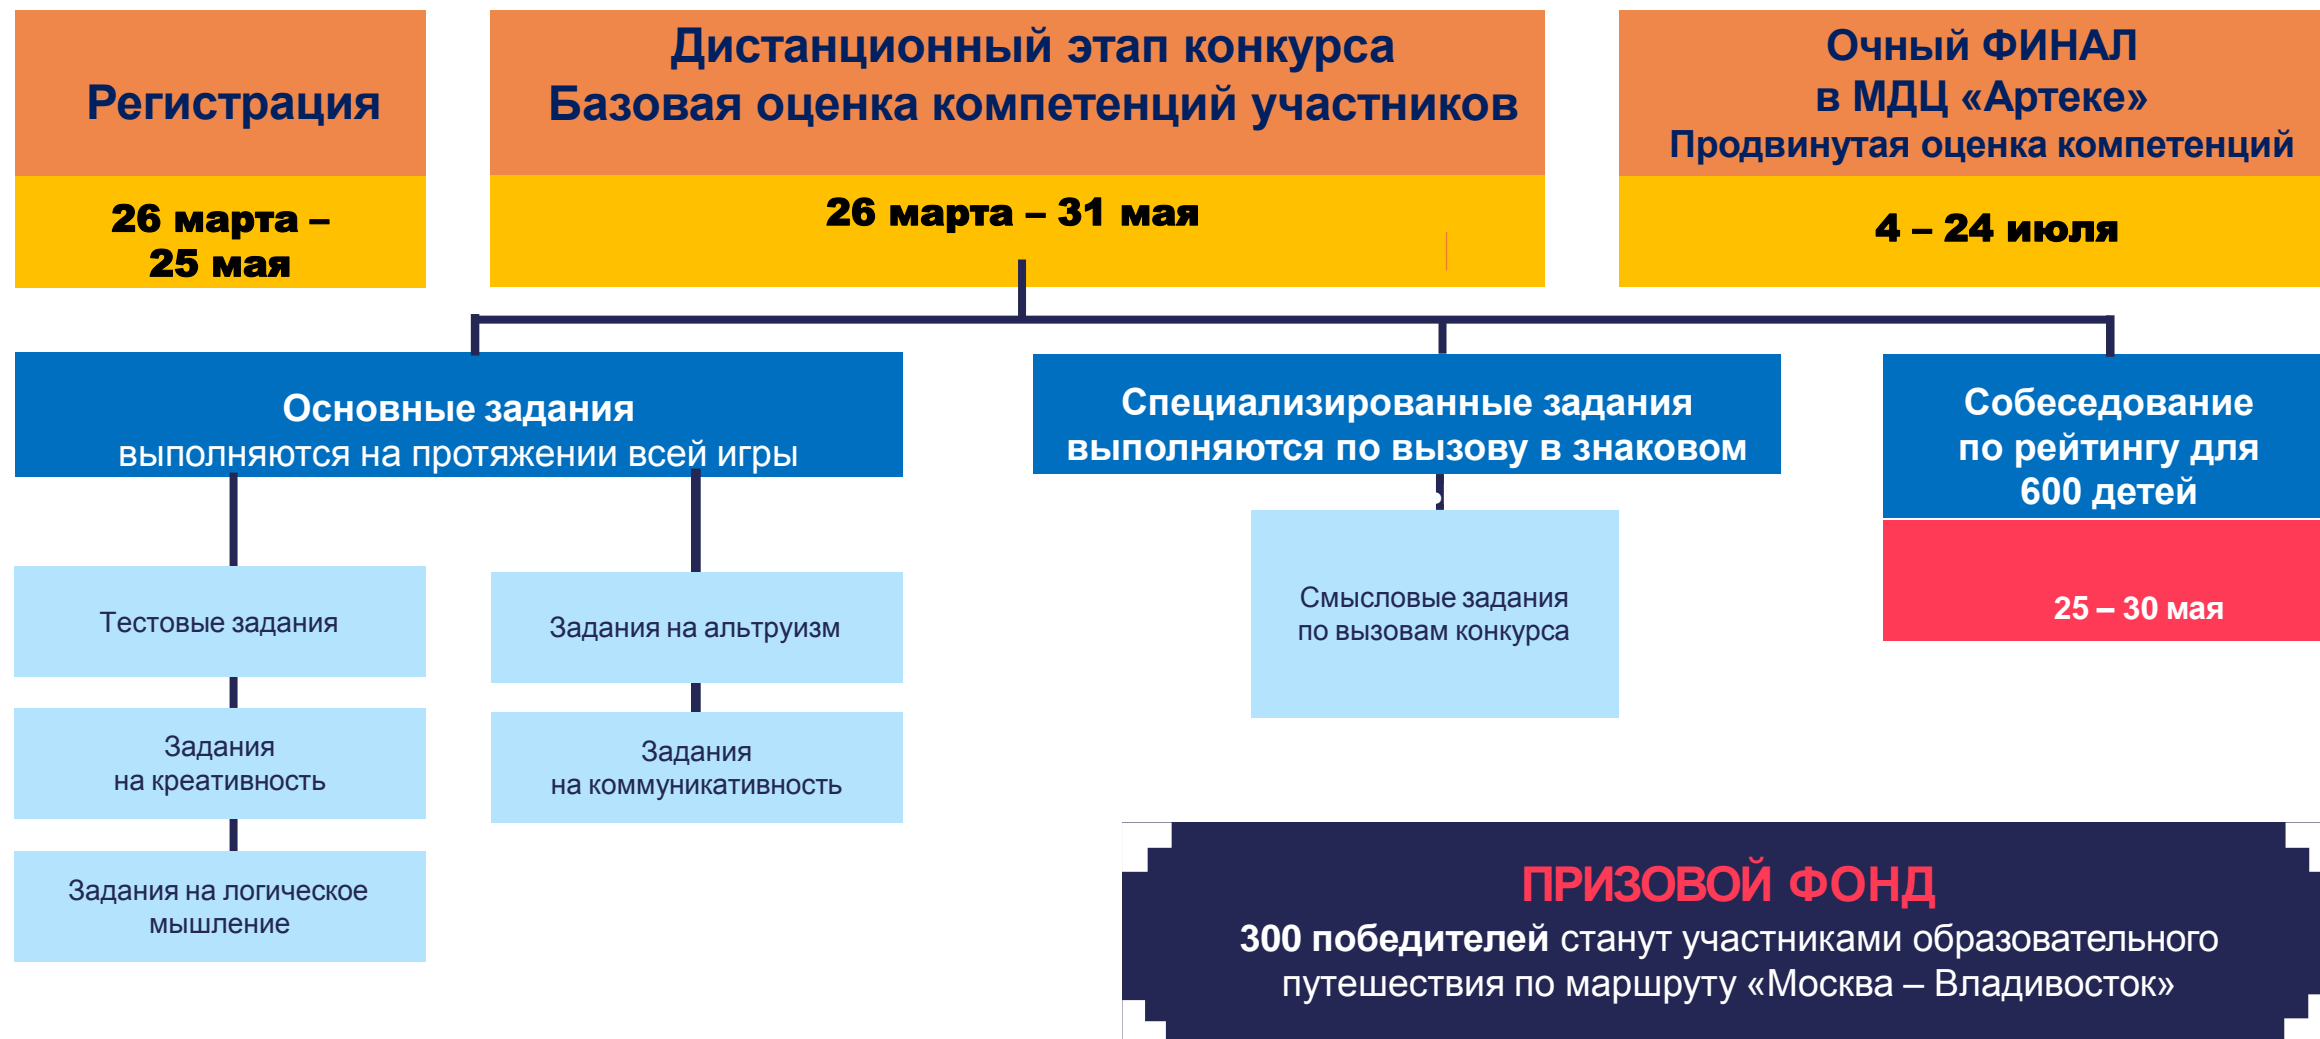 Регистрация
26 марта –
25 мая
Дистанционный этап конкурса
Базовая оценка компетенций участников
26 марта – 31 мая
Очный ФИНАЛ
в МДЦ «Артеке»
Продвинутая оценка компетенций
4 – 24 июля
Основные задания
выполняются на протяжении всей игры
Тестовые задания
Задания
на креативность
Задания на логическое
мышление
Задания на альтруизм
Задания
на коммуникативность
Специализированные задания
выполняются по вызову в знаковом
Смысловые задания
по вызовам конкурса
Собеседование
по рейтингу для
600 детей
25 – 30 мая
ПРИЗОВОЙ ФОНД
300 победителей станут участниками образовательного
путешествия по маршруту «Москва – Владивосток»